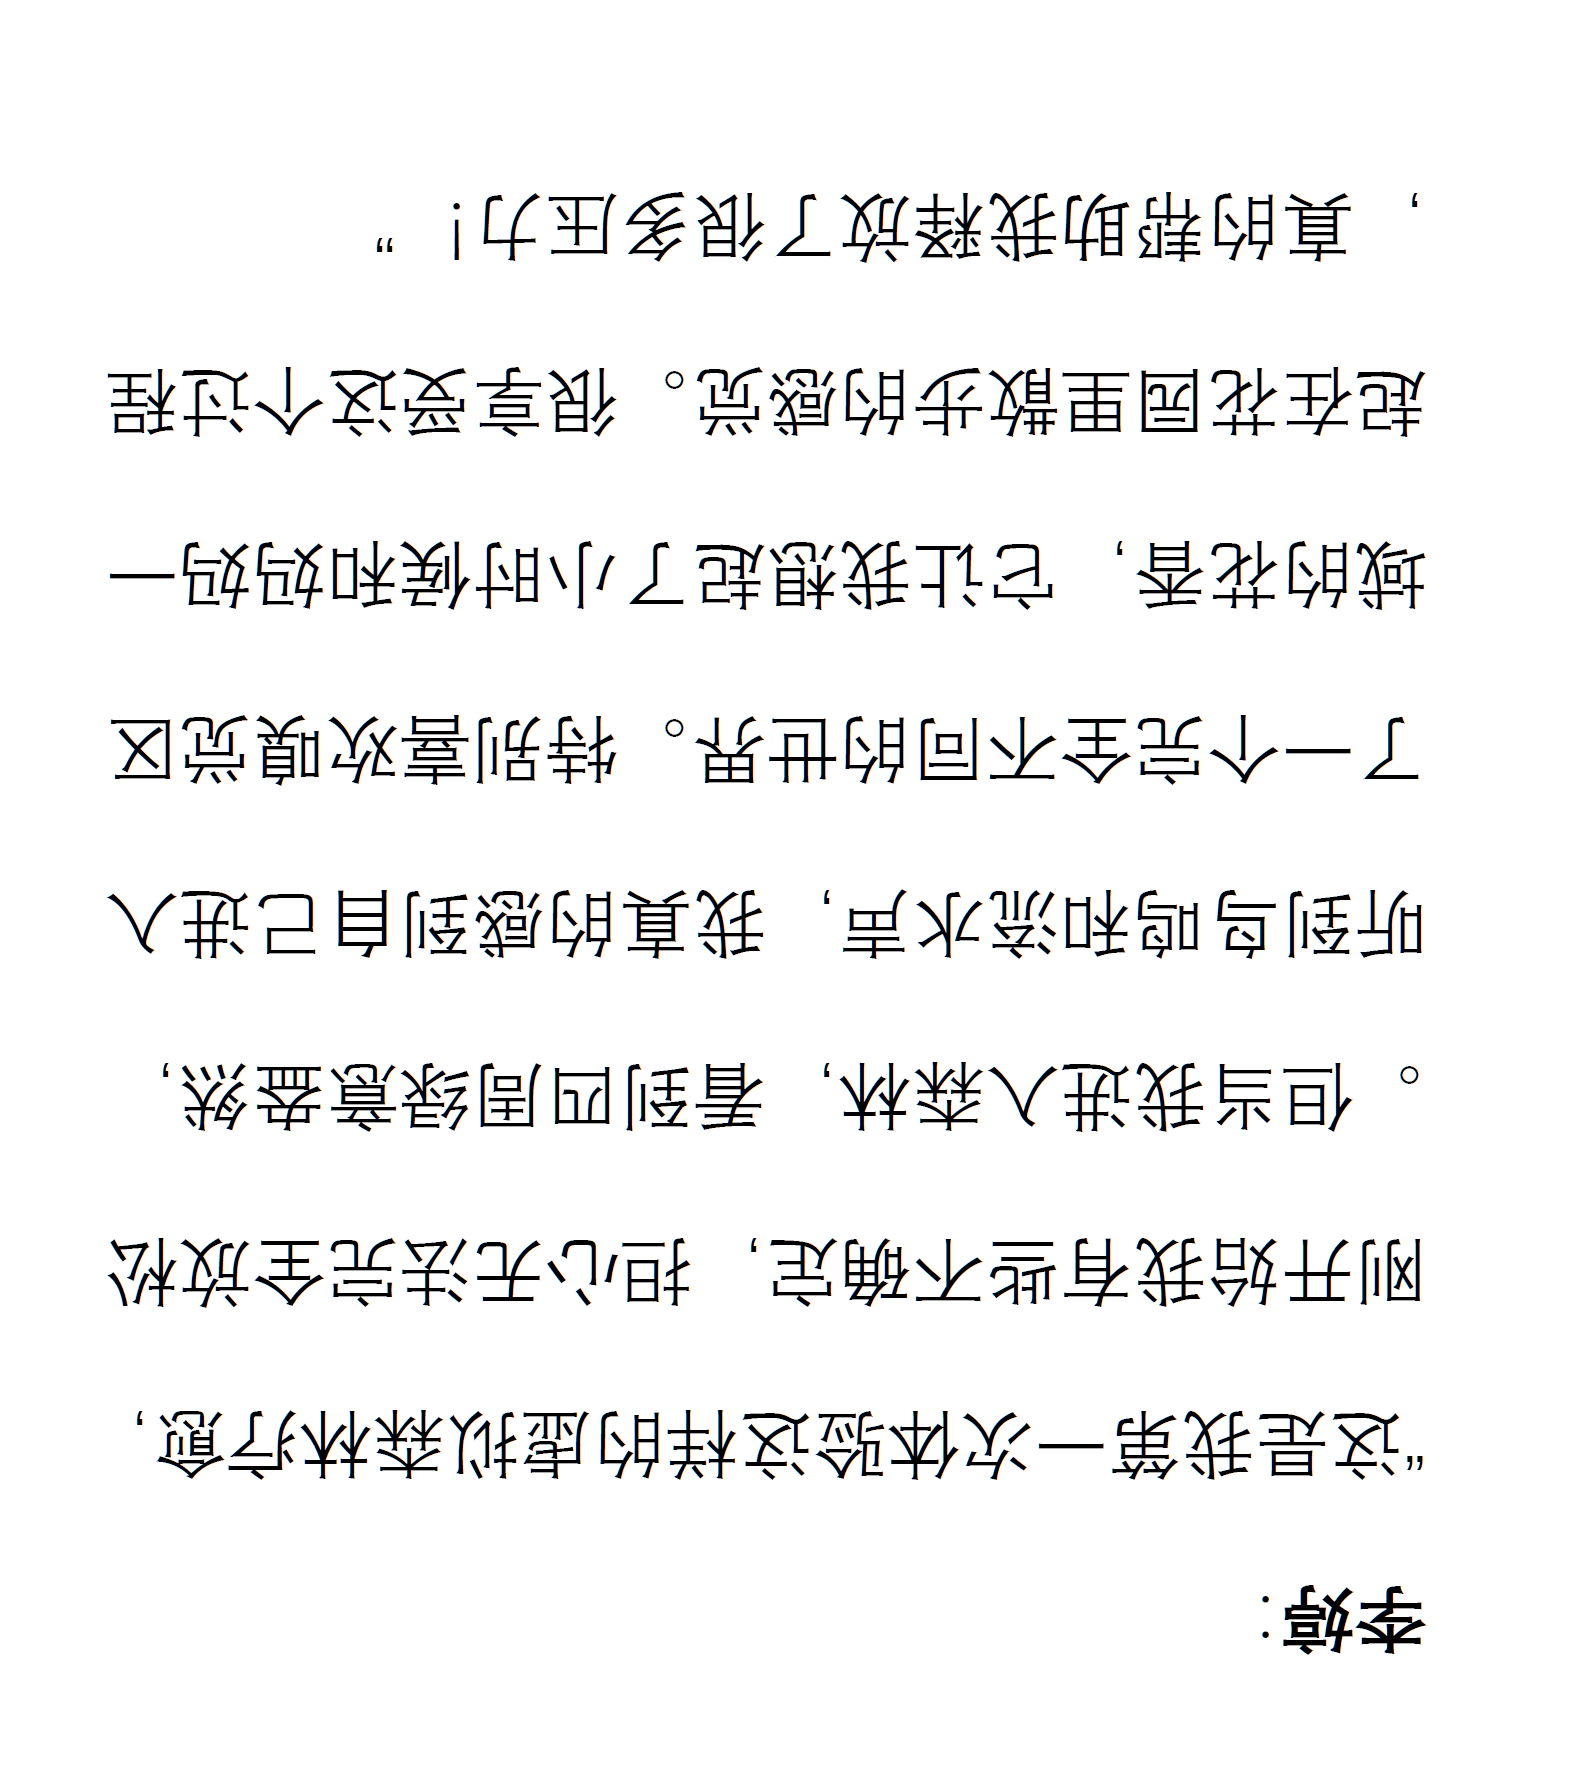 李婷：
“这是我第一次体验这样的虚拟森林疗愈，
刚开始我有些不确定，担心无法完全放松
。但当我进入森林，看到四周绿意盎然，
听到鸟鸣和流水声，我真的感到自己进入
了一个完全不同的世界。特别喜欢嗅觉区
域的花香，它让我想起了小时候和妈妈一
起在花园里散步的感觉。很享受这个过程
，真的帮助我释放了很多压力！”